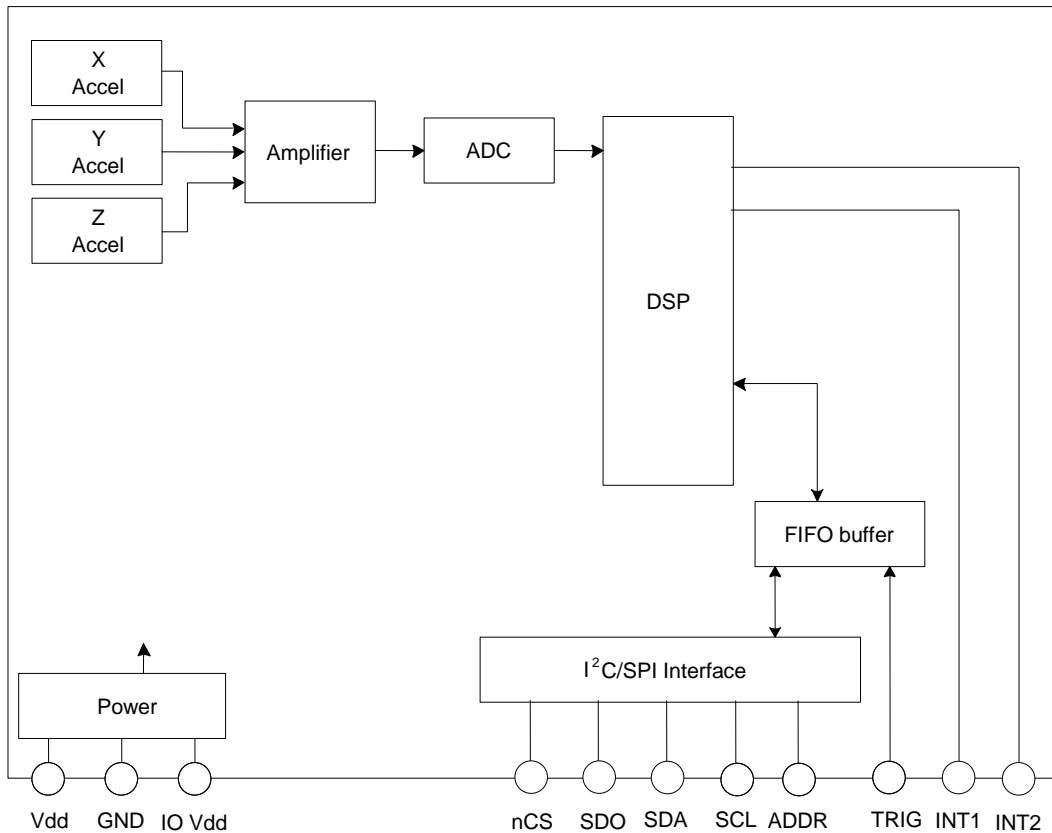 X
Accel
Y
Accel
Z
Accel
Amplifier
ADC
DSP
FIFO buffer
I²C/SPI Interface
Power
Vdd
GND
IO Vdd
nCS
SDO
SDA
SCL
ADDR
TRIG
INT1
INT2